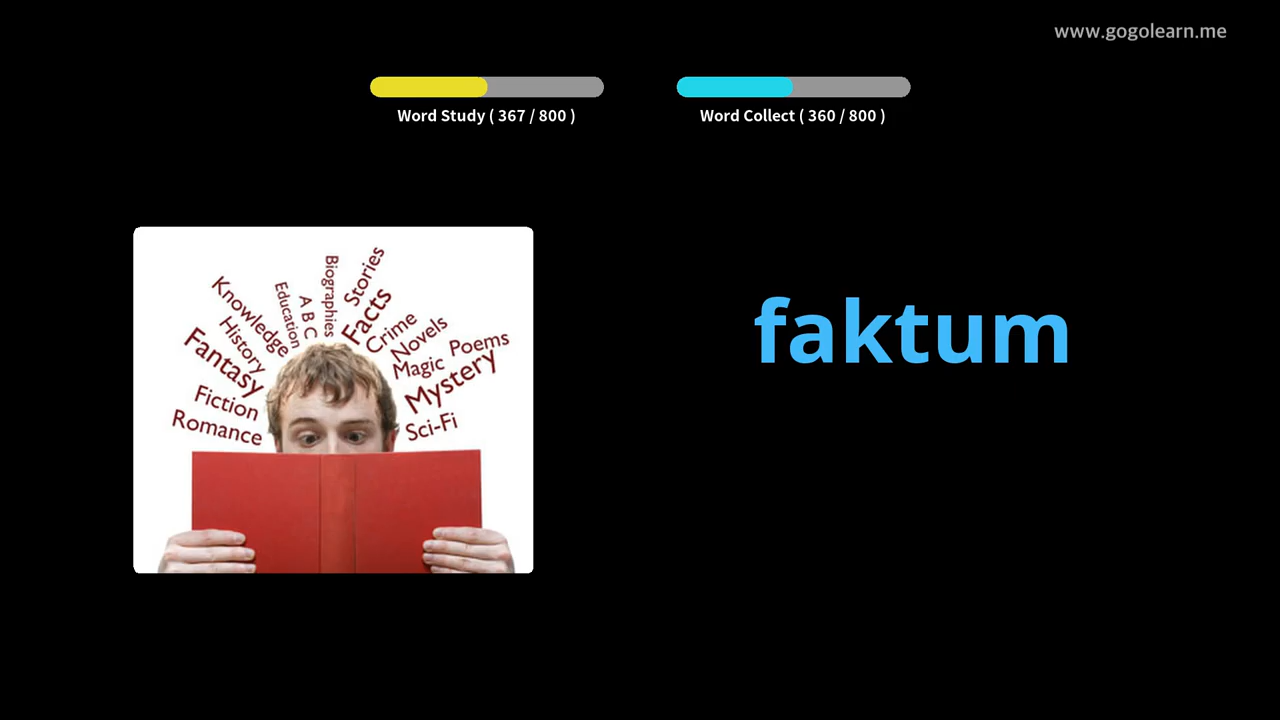 www.gogolearn.me
Word Study ( 367 / 800 )
Word Collect ( 360 / 800 )
faktum
Romance
Fiction
Fantasy
History
Knowledge
Education
A B C
Biographies
Stories
Facts
Crime
Novels
Magic
Poems
Mystery
Sci-Fi